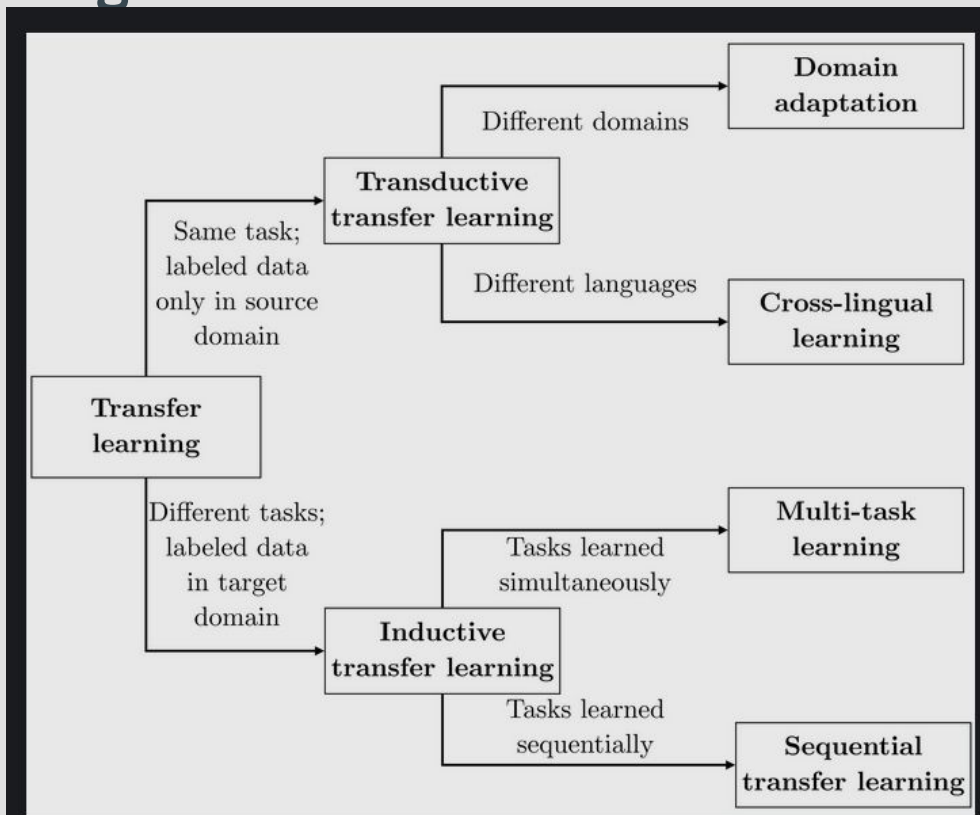 Domain
adaptation
Different domains
Transductive
transfer learning
Same task;
labeled data
only in source
domain
Different languages
Cross-lingual
learning
Transfer
learning
Different tasks;
labeled data
in target
domain
Multi-task
learning
Tasks learned
simultaneously
Inductive
transfer learning
Tasks learned
sequentially
Sequential
transfer learning